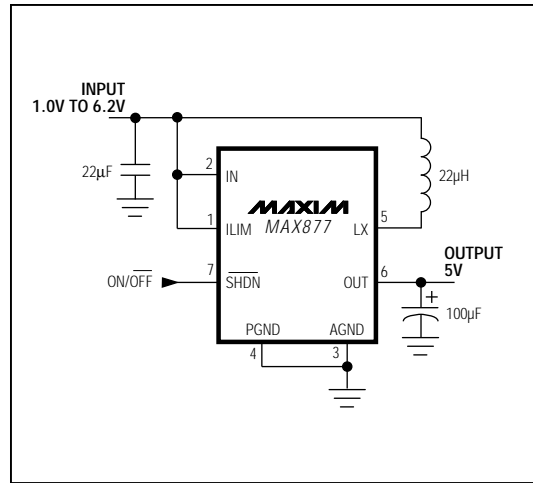 INPUT
1.0V TO 6.2V
22µF
2
IN
22µH
MAXIM
MAX877
1
ILIM
5
LX
OUTPUT
5V
7
ON/OFF
SHDN
6
OUT
+
100µF
PGND
AGND
4
3